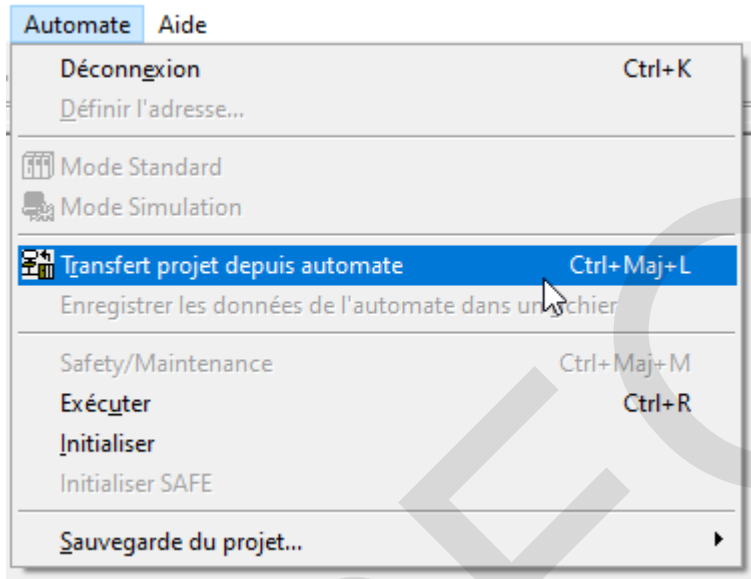 Automate Aide
Déconnexion Ctrl+K
Définir l'adresse...
Mode Standard
Mode Simulation
Transfert projet depuis automate Ctrl+Maj+L
Enregistrer les données de l'automate dans un fichier
Safety/Maintenance Ctrl+Maj+M
Exécuter Ctrl+R
Initialiser
Initialiser SAFE
Sauvegarde du projet...